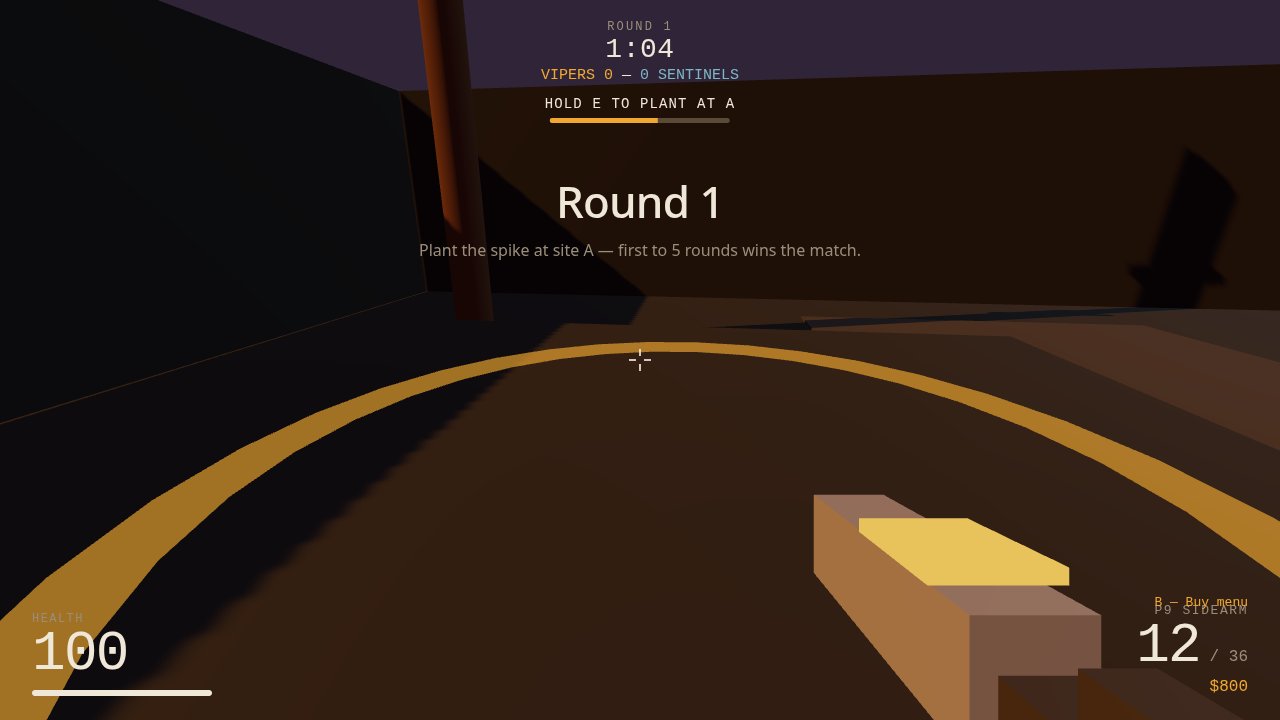 ROUND 1
1:04
VIPERS 0 — 0 SENTINELS
HOLD E TO PLANT AT A
Round 1
Plant the spike at site A — first to 5 rounds wins the match.
HEALTH
100
B — Buy menu
P9 SIDEARM
12 / 36
$800